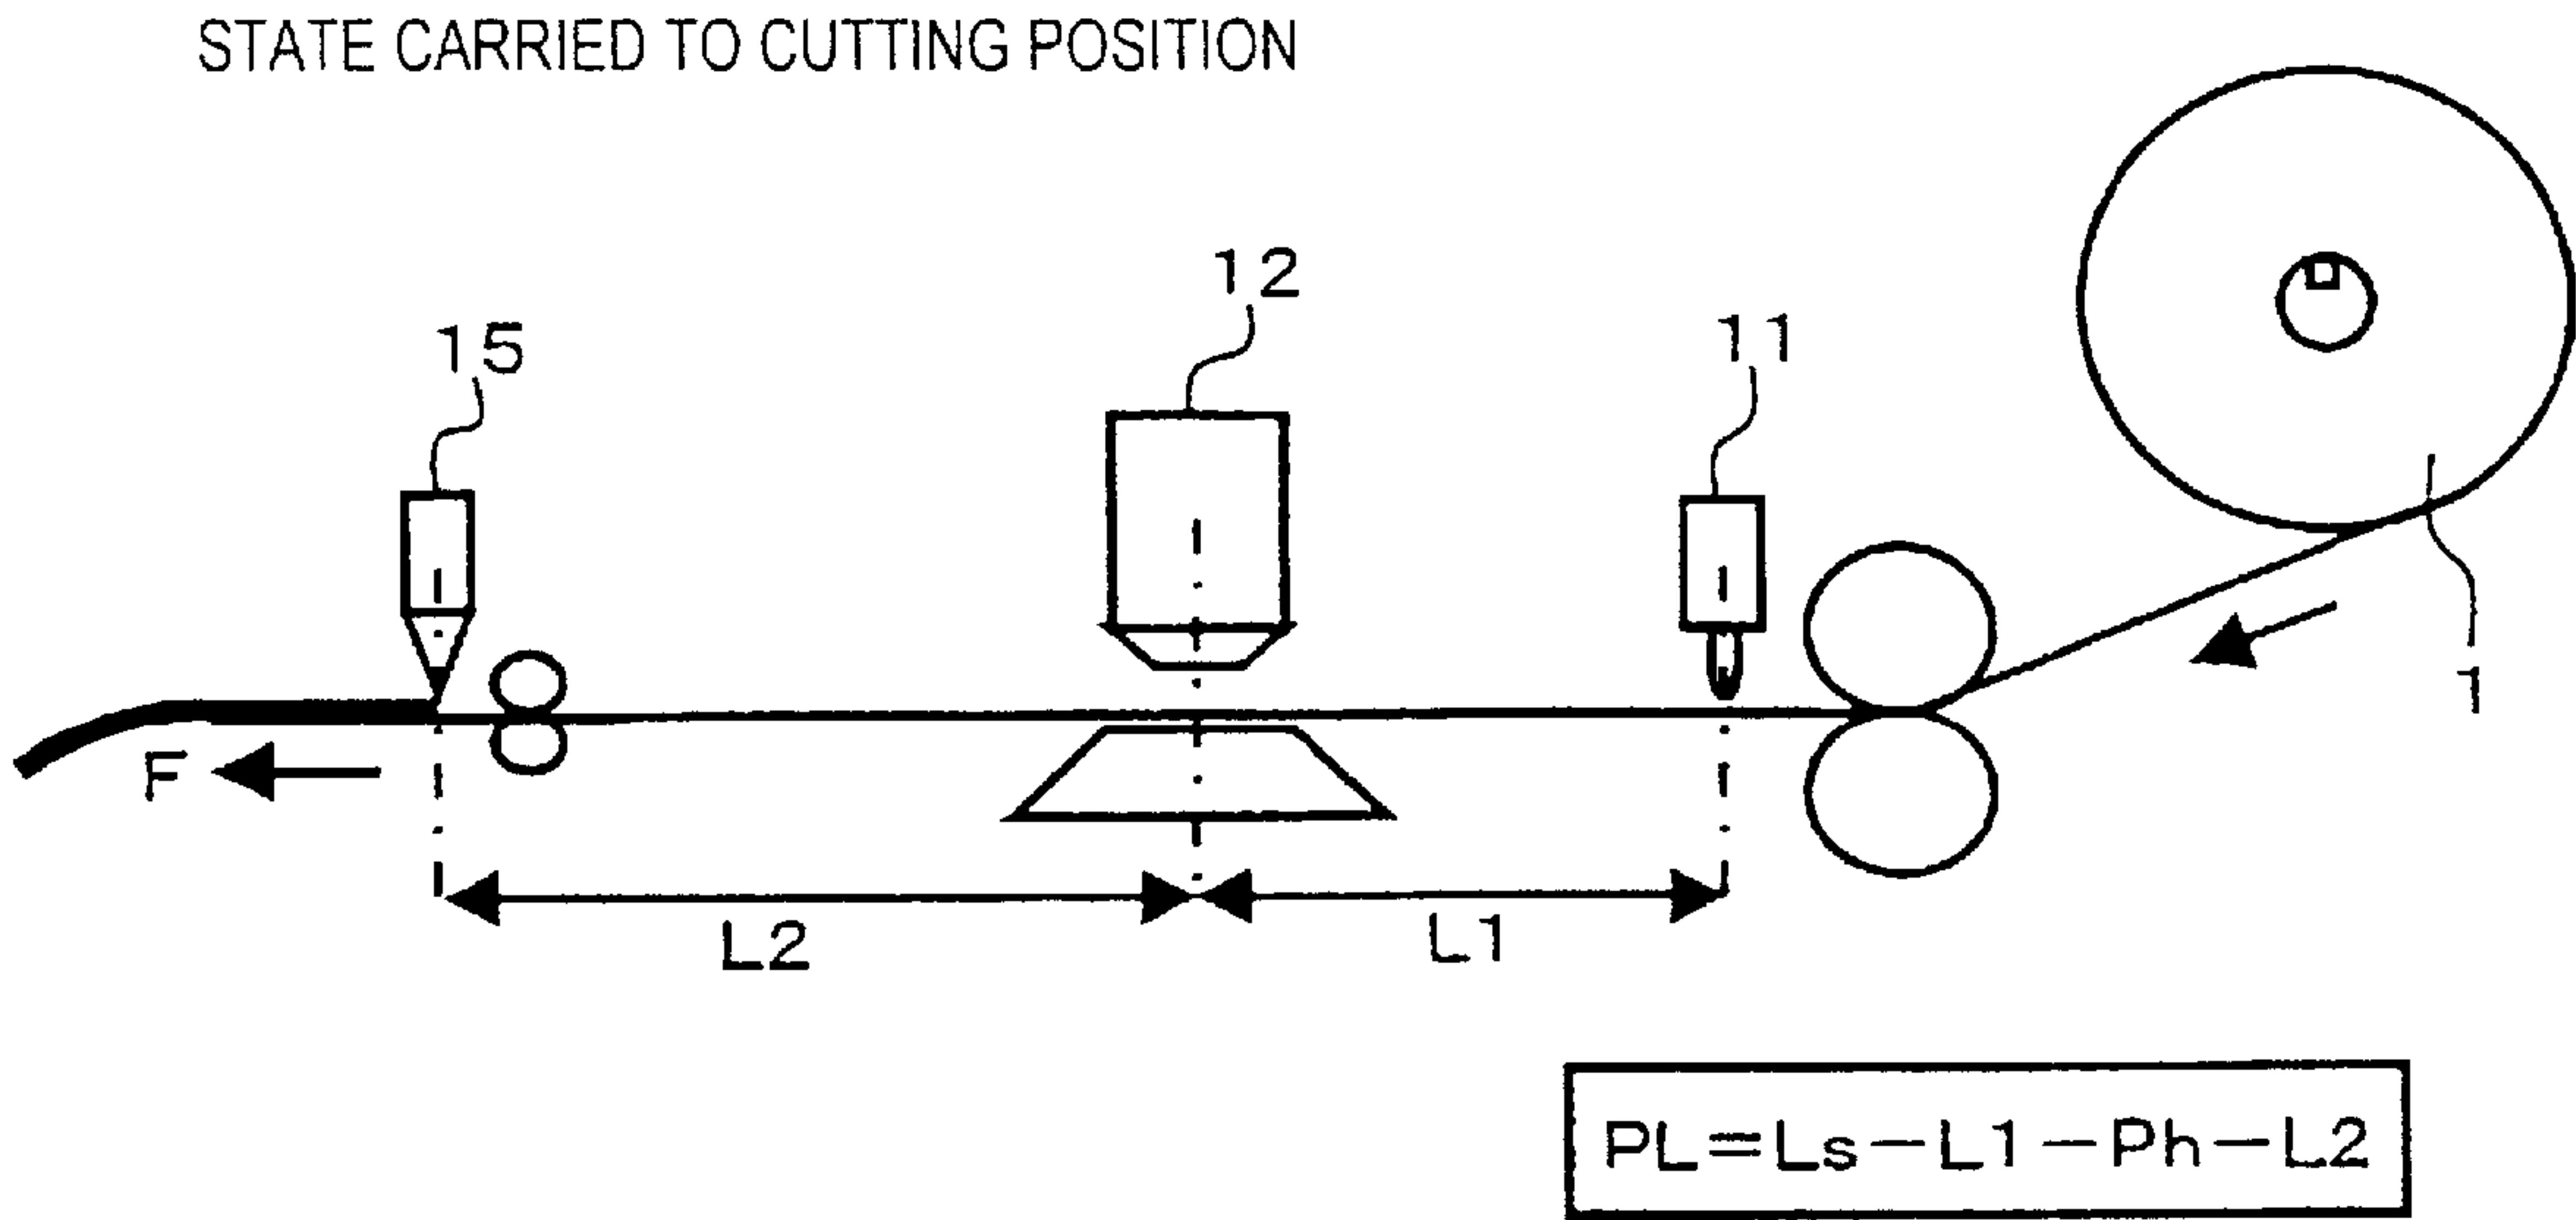 STATE CARRIED TO CUTTING POSITION
12
15
11
1
F
L2
L1
PL=Ls-L1-Ph-L2